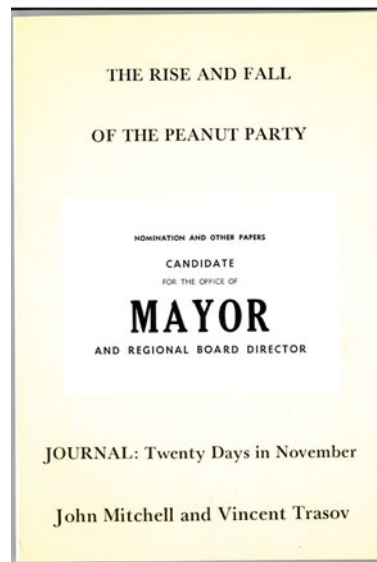 THE RISE AND FALL
OF THE PEANUT PARTY
NOMINATION AND OTHER PAPERS
CANDIDATE
FOR THE OFFICE OF
MAYOR
AND REGIONAL BOARD DIRECTOR
JOURNAL: Twenty Days in November
John Mitchell and Vincent Trasov